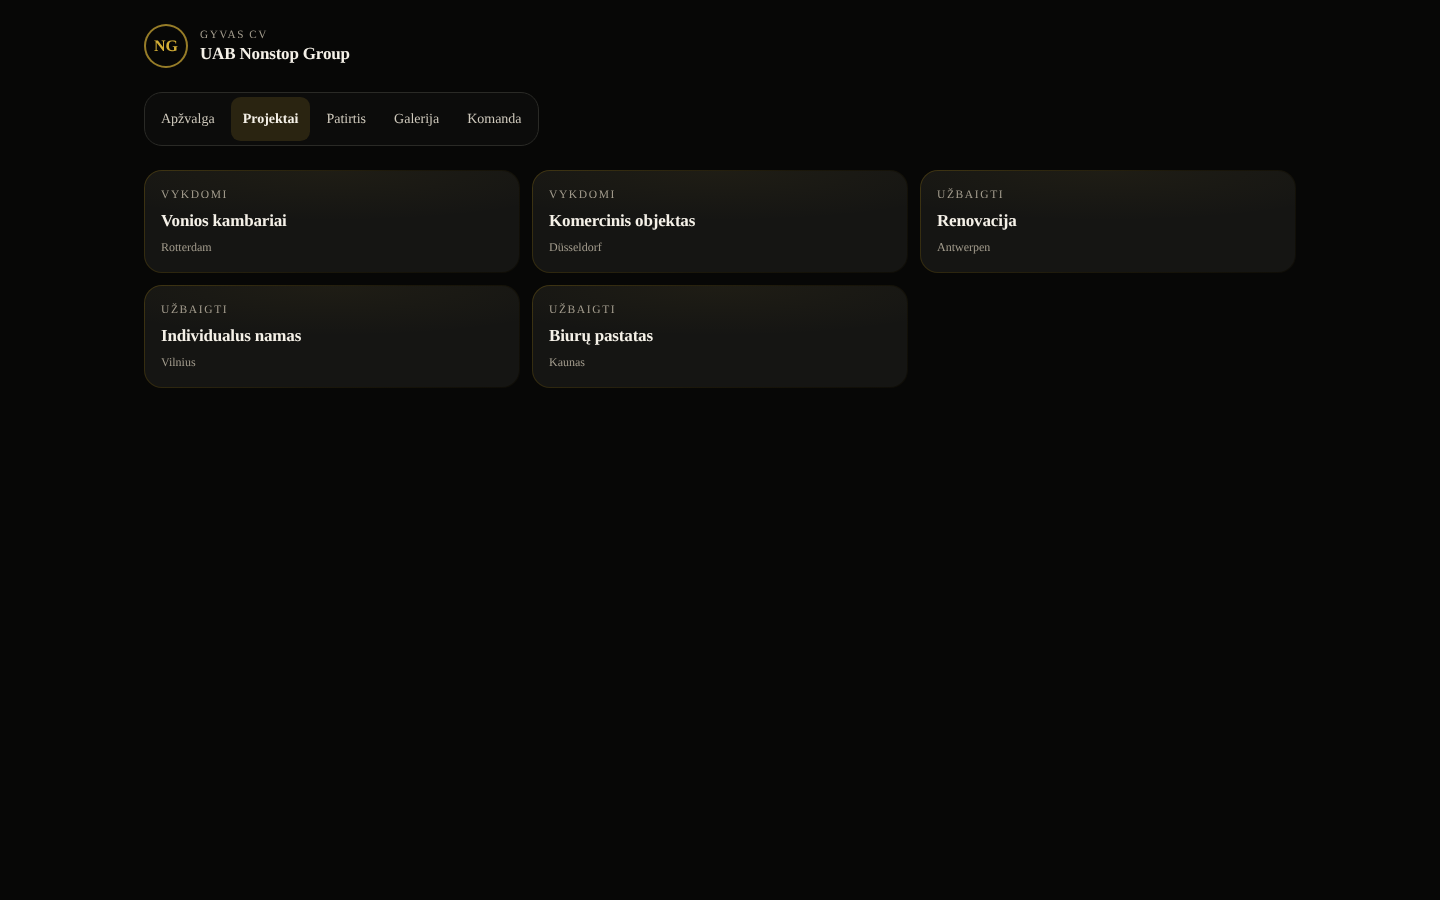 NG
GYVAS CV
UAB Nonstop Group
Apžvalga
Projektai
Patirtis
Galerija
Komanda
VYKDOMI
Vonios kambariai
Rotterdam
VYKDOMI
Komercinis objektas
Düsseldorf
UŽBAIGTI
Renovacija
Antwerpen
UŽBAIGTI
Individualus namas
Vilnius
UŽBAIGTI
Biurų pastatas
Kaunas